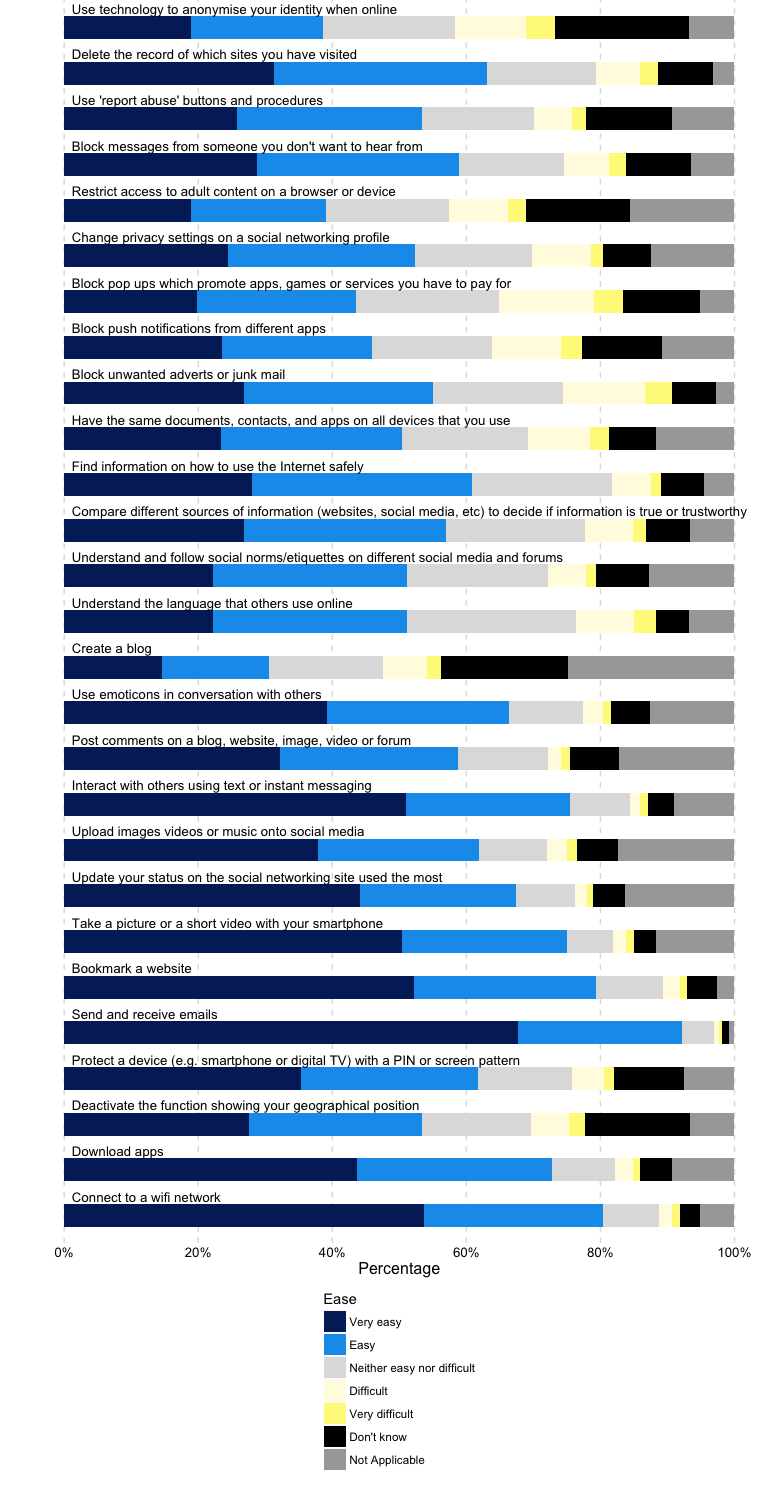 Use technology to anonymise your identity when online
Delete the record of which sites you have visited
Use 'report abuse' buttons and procedures
Block messages from someone you don't want to hear from
Restrict access to adult content on a browser or device
Change privacy settings on a social networking profile
Block pop ups which promote apps, games or services you have to pay for
Block push notifications from different apps
Block unwanted adverts or junk mail
Have the same documents, contacts, and apps on all devices that you use
Find information on how to use the Internet safely
Compare different sources of information (websites, social media, etc) to decide if information is true or trustworthy
Understand and follow social norms/etiquettes on different social media and forums
Understand the language that others use online
Create a blog
Use emoticons in conversation with others
Post comments on a blog, website, image, video or forum
Interact with others using text or instant messaging
Upload images videos or music onto social media
Update your status on the social networking site used the most
Take a picture or a short video with your smartphone
Bookmark a website
Send and receive emails
Protect a device (e.g. smartphone or digital TV) with a PIN or screen pattern
Deactivate the function showing your geographical position
Download apps
Connect to a wifi network
0% 20% 40% 60% 80% 100%
Percentage
Ease
Very easy
Easy
Neither easy nor difficult
Difficult
Very difficult
Don't know
Not Applicable